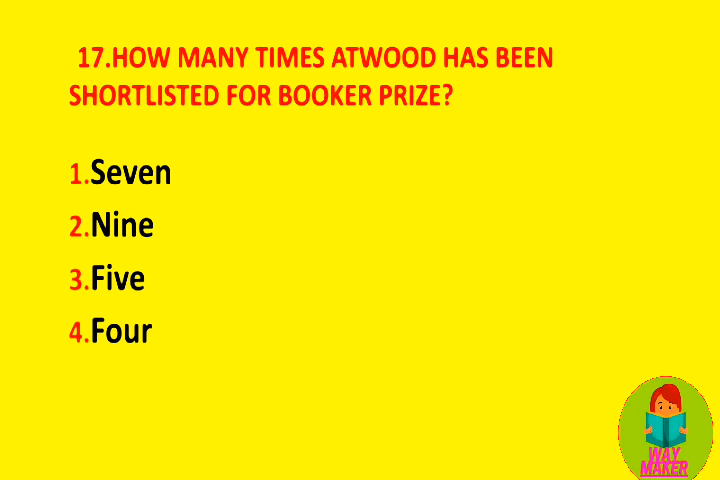 17.HOW MANY TIMES ATWOOD HAS BEEN
SHORTLISTED FOR BOOKER PRIZE?
1.Seven
2.Nine
3.Five
4.Four
WAY
MAKER